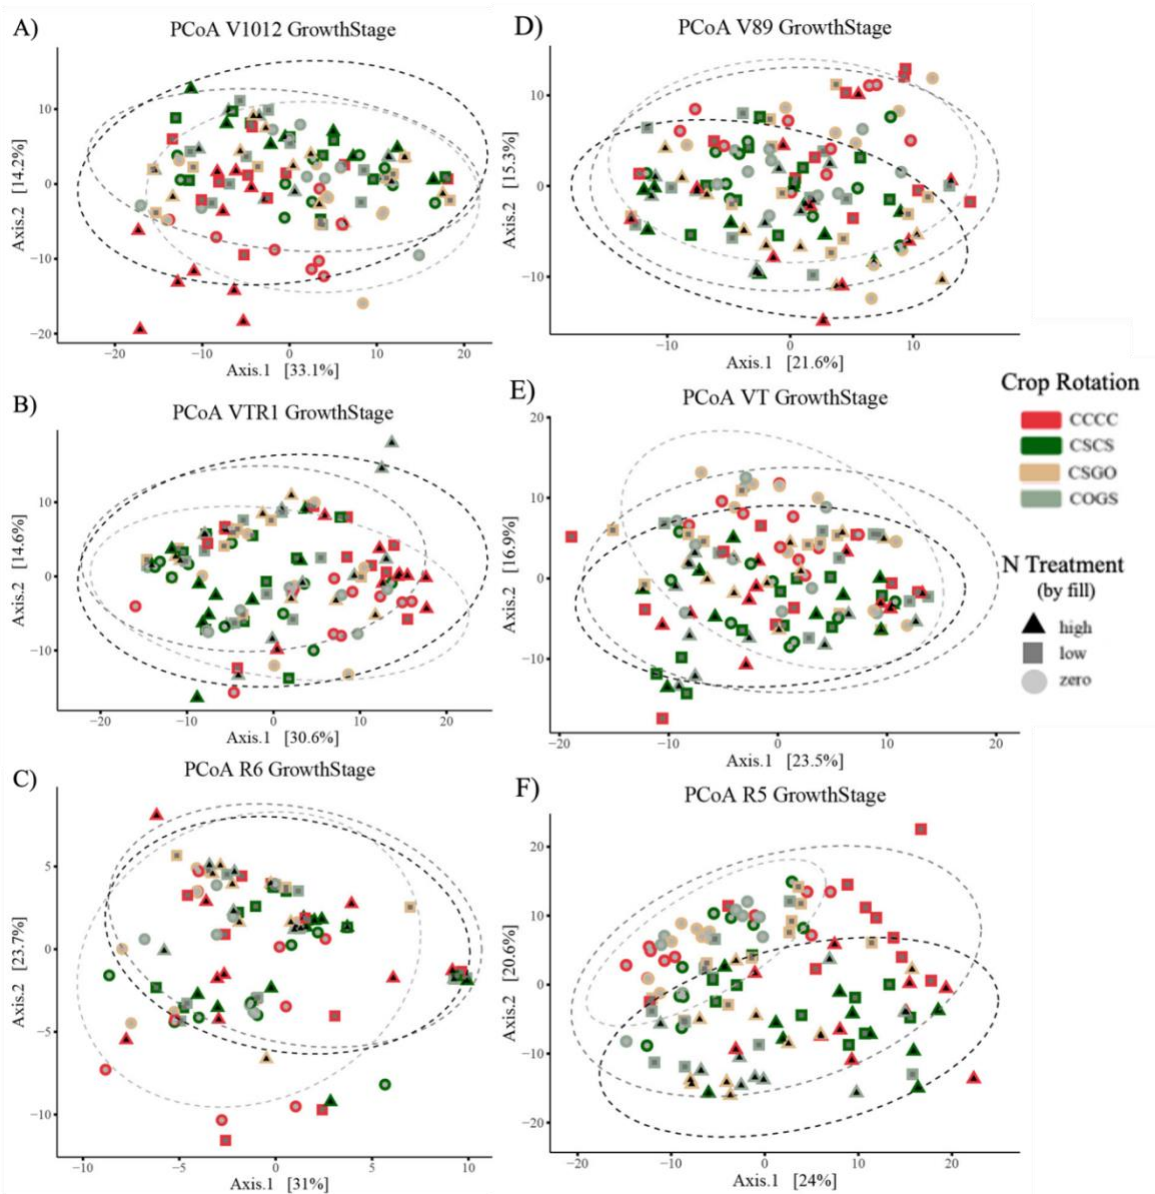 A)
PCoA V1012 GrowthStage
Axis.2 [14.2%]
10
0
−10
−20
−20
−10
0
10
20
Axis.1 [33.1%]
D)
PCoA V89 GrowthStage
Axis.2 [15.3%]
10
0
−10
−10
0
10
Axis.1 [21.6%]
B)
PCoA VTR1 GrowthStage
Axis.2 [14.6%]
10
0
−10
−20
−10
0
10
20
Axis.1 [30.6%]
E)
PCoA VT GrowthStage
Axis.2 [16.9%]
20
10
0
−10
−20
−10
0
10
20
Axis.1 [23.5%]
Crop Rotation
CCCC
CSCS
CSGO
COGS
N Treatment
(by fill)
high
low
zero
C)
PCoA R6 GrowthStage
Axis.2 [23.7%]
5
0
−5
−10
−10
−5
0
5
10
Axis.1 [31%]
F)
PCoA R5 GrowthStage
Axis.2 [20.6%]
20
10
0
−10
−20
−20
−10
0
10
20
Axis.1 [24%]